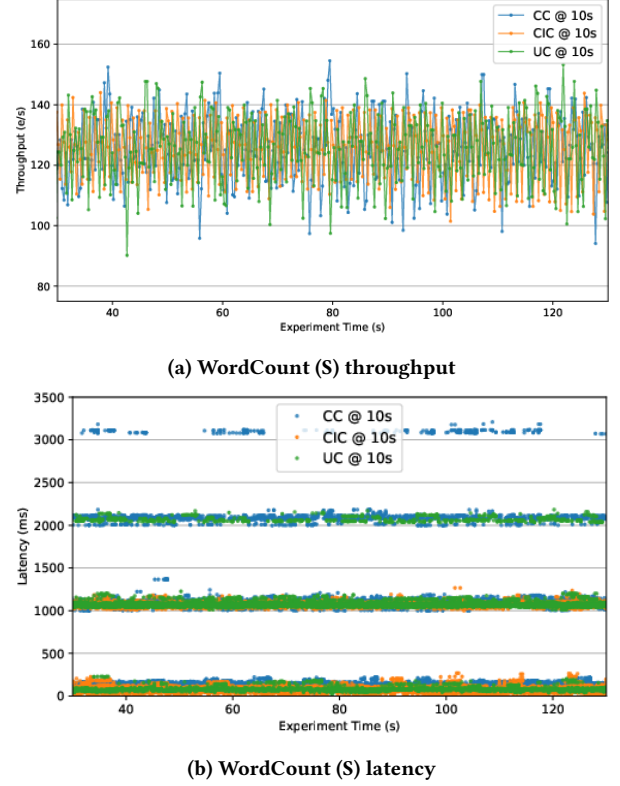 CC @ 10s
CIC @ 10s
UC @ 10s
160
140
120
100
80
Throughput (e/s)
40 60 80 100 120
Experiment Time (s)
(a) WordCount (S) throughput
3500
3000
2500
2000
1500
1000
500
0
Latency (ms)
CC @ 10s
CIC @ 10s
UC @ 10s
40 60 80 100 120
Experiment Time (s)
(b) WordCount (S) latency